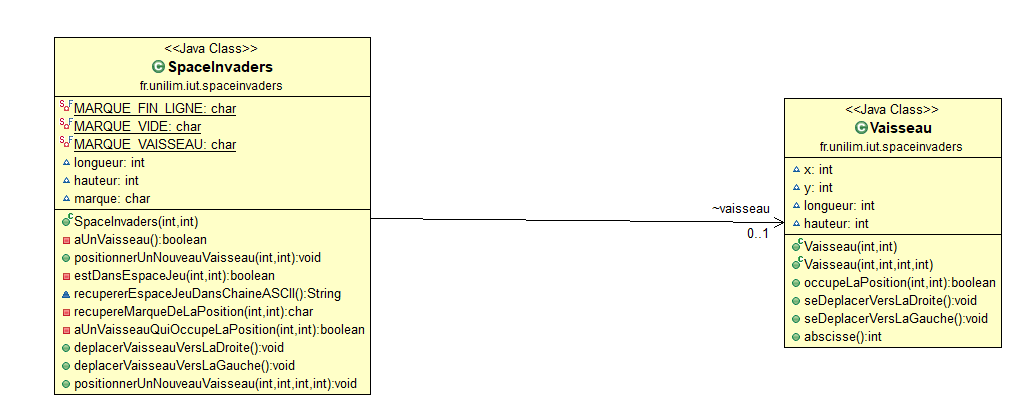 <<Java Class>>
SpaceInvaders
fr.unilim.iut.spaceinvaders
MARQUE_FIN_LIGNE: char
MARQUE_VIDE: char
MARQUE_VAISSEAU: char
longueur: int
hauteur: int
marque: char
SpaceInvaders(int,int)
aUnVaisseau():boolean
positionnerUnNouveauVaisseau(int,int):void
estDansEspaceJeu(int,int):boolean
recupererEspaceJeuDansChaineASCII():String
recupereMarqueDeLaPosition(int,int):char
aUnVaisseauQuiOccupeLaPosition(int,int):boolean
deplacerVaisseauVersLaDroite():void
deplacerVaisseauVersLaGauche():void
positionnerUnNouveauVaisseau(int,int,int,int):void
~vaisseau
0..1
<<Java Class>>
Vaisseau
fr.unilim.iut.spaceinvaders
x: int
y: int
longueur: int
hauteur: int
Vaisseau(int,int)
Vaisseau(int,int,int,int)
occupeLaPosition(int,int):boolean
seDeplacerVersLaDroite():void
seDeplacerVersLaGauche():void
abscisse():int